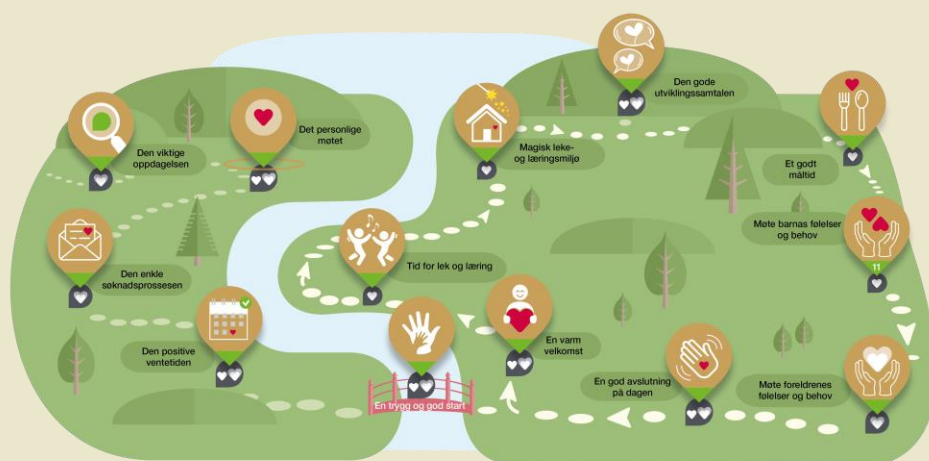 Den viktige
oppdagelsen
Det personlige
møtet
Den enkle
søknadsprossesen
Den positive
ventetiden
En trygg og god start
En varm
velkomst
Tid for lek og læring
Magisk leke-
og læringsmiljø
Den gode
utviklingssamtalen
Et godt
måltid
Møte barnas følelser
og behov
11
Møte foreldrenes
følelser og behov
En god avslutning
på dagen